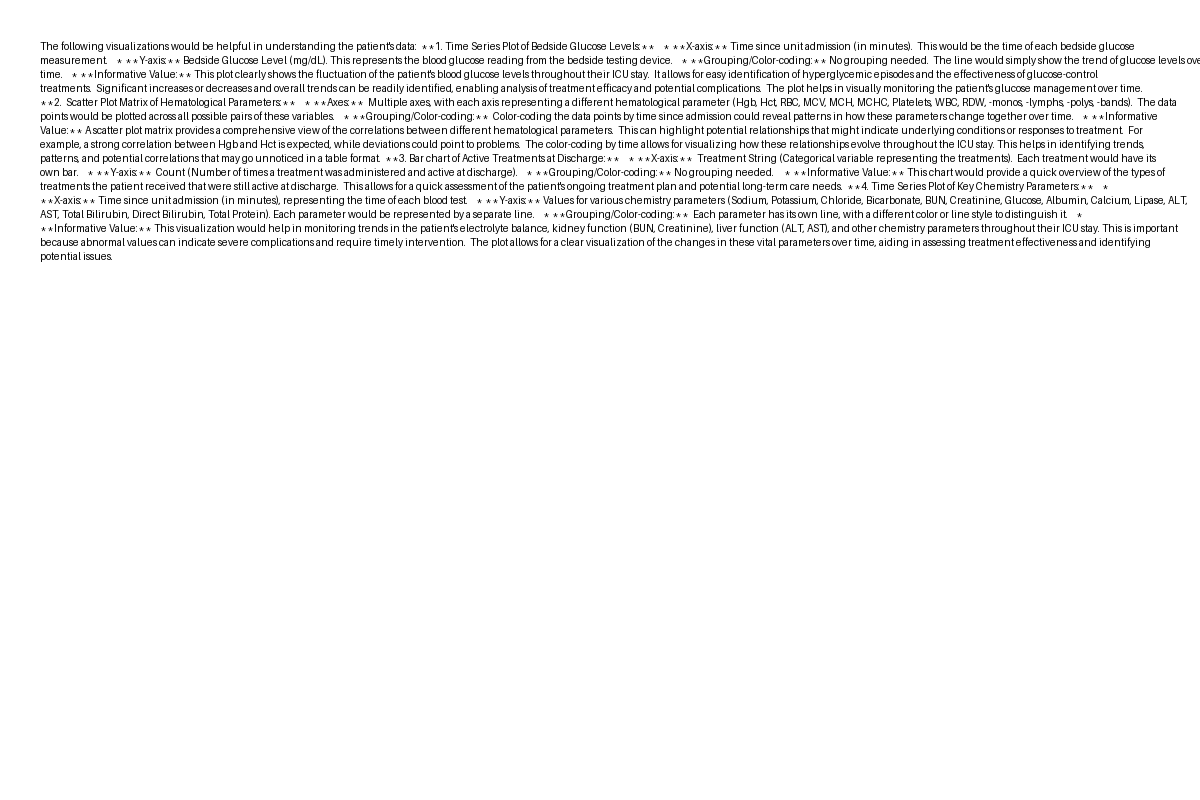 The following visualizations would be helpful in understanding the patient's data:  **1. Time Series Plot of Bedside Glucose Levels:**   * **X-axis:** Time since unit admission (in minutes).  This would be the time of each bedside glucose
measurement.   * **Y-axis:** Bedside Glucose Level (mg/dL). This represents the blood glucose reading from the bedside testing device.   * **Grouping/Color-coding:** No grouping needed.  The line would simply show the trend of glucose levels ove
time.   * **Informative Value:** This plot clearly shows the fluctuation of the patient's blood glucose levels throughout their ICU stay.  It allows for easy identification of hyperglycemic episodes and the effectiveness of glucose-control
treatments.  Significant increases or decreases and overall trends can be readily identified, enabling analysis of treatment efficacy and potential complications.  The plot helps in visually monitoring the patient's glucose management over time.
**2. Scatter Plot Matrix of Hematological Parameters:**   * **Axes:**  Multiple axes, with each axis representing a different hematological parameter (Hgb, Hct, RBC, MCV, MCH, MCHC, Platelets, WBC, RDW, -monos, -lymphs, -polys, -bands).  The data
points would be plotted across all possible pairs of these variables.   * **Grouping/Color-coding:** Color-coding the data points by time since admission could reveal patterns in how these parameters change together over time.   * **Informative
Value:** A scatter plot matrix provides a comprehensive view of the correlations between different hematological parameters.  This can highlight potential relationships that might indicate underlying conditions or responses to treatment.  For
example, a strong correlation between Hgb and Hct is expected, while deviations could point to problems.  The color-coding by time allows for visualizing how these relationships evolve throughout the ICU stay. This helps in identifying trends,
patterns, and potential correlations that may go unnoticed in a table format.  **3. Bar chart of Active Treatments at Discharge:**   * **X-axis:**  Treatment String (Categorical variable representing the treatments).  Each treatment would have its
own bar.   * **Y-axis:**  Count (Number of times a treatment was administered and active at discharge).   * **Grouping/Color-coding:** No grouping needed.   * **Informative Value:** This chart would provide a quick overview of the types of
treatments the patient received that were still active at discharge.  This allows for a quick assessment of the patient's ongoing treatment plan and potential long-term care needs.  **4. Time Series Plot of Key Chemistry Parameters:**   *
**X-axis:** Time since unit admission (in minutes), representing the time of each blood test.   * **Y-axis:** Values for various chemistry parameters (Sodium, Potassium, Chloride, Bicarbonate, BUN, Creatinine, Glucose, Albumin, Calcium, Lipase, ALT,
AST, Total Bilirubin, Direct Bilirubin, Total Protein). Each parameter would be represented by a separate line.   * **Grouping/Color-coding:** Each parameter has its own line, with a different color or line style to distinguish it.   *
**Informative Value:** This visualization would help in monitoring trends in the patient's electrolyte balance, kidney function (BUN, Creatinine), liver function (ALT, AST), and other chemistry parameters throughout their ICU stay. This is important
because abnormal values can indicate severe complications and require timely intervention.  The plot allows for a clear visualization of the changes in these vital parameters over time, aiding in assessing treatment effectiveness and identifying
potential issues.